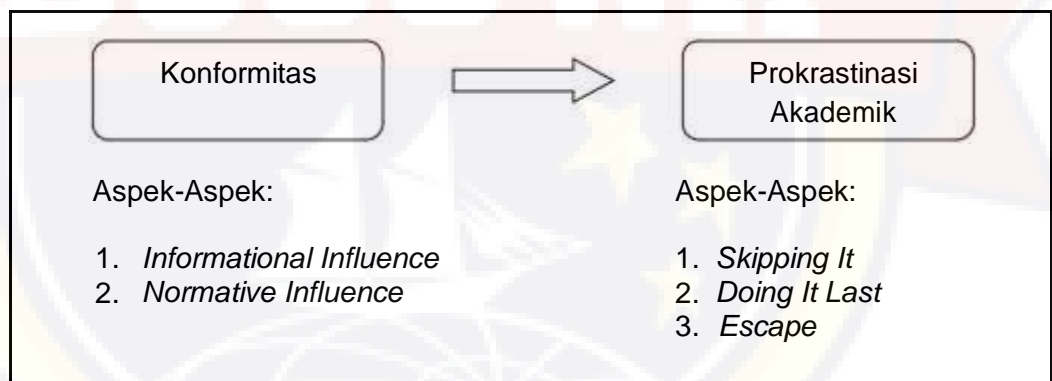 Konformitas
Prokrastinasi
Akademik
Aspek-Aspek:
1. Informational Influence
2. Normative Influence
Aspek-Aspek:
1. Skipping It
2. Doing It Last
3. Escape